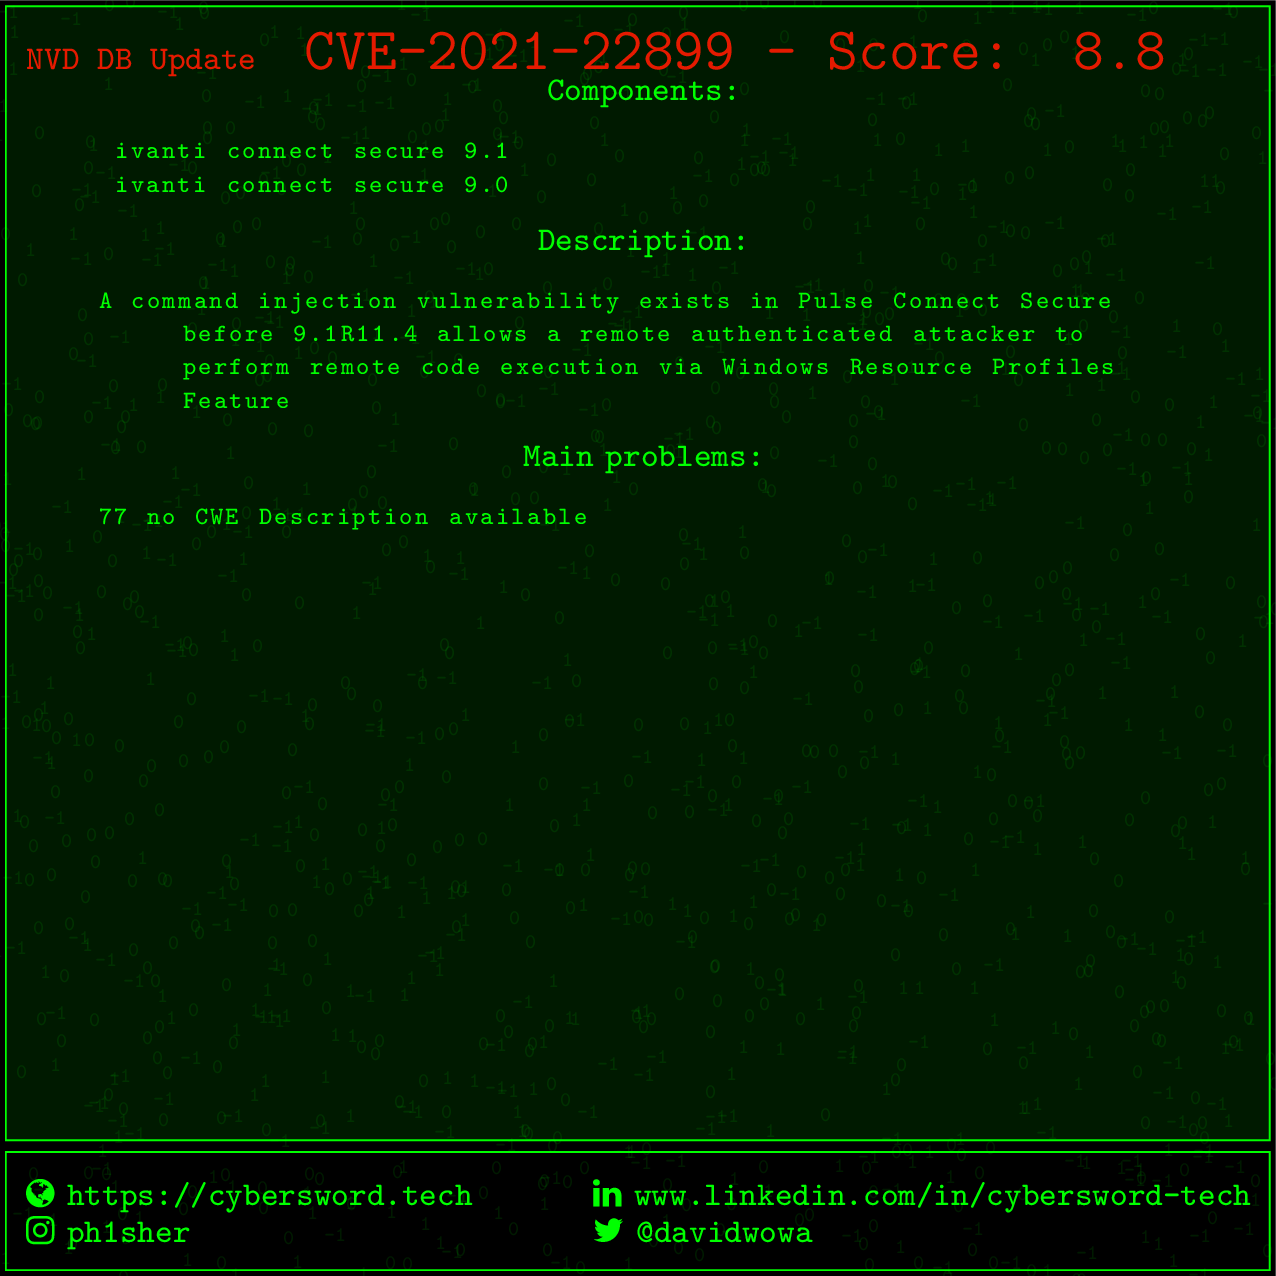 NVD DB Update CVE-2021-22899 - Score: 8.8
Components:
ivanti connect secure 9.1
ivanti connect secure 9.0
Description:
A command injection vulnerability exists in Pulse Connect Secure
before 9.1R11.4 allows a remote authenticated attacker to
perform remote code execution via Windows Resource Profiles
Feature
Main problems:
77 no CWE Description available
https://cybersword.tech
www.linkedin.com/in/cybersword-tech
ph1sher
@davidwowa